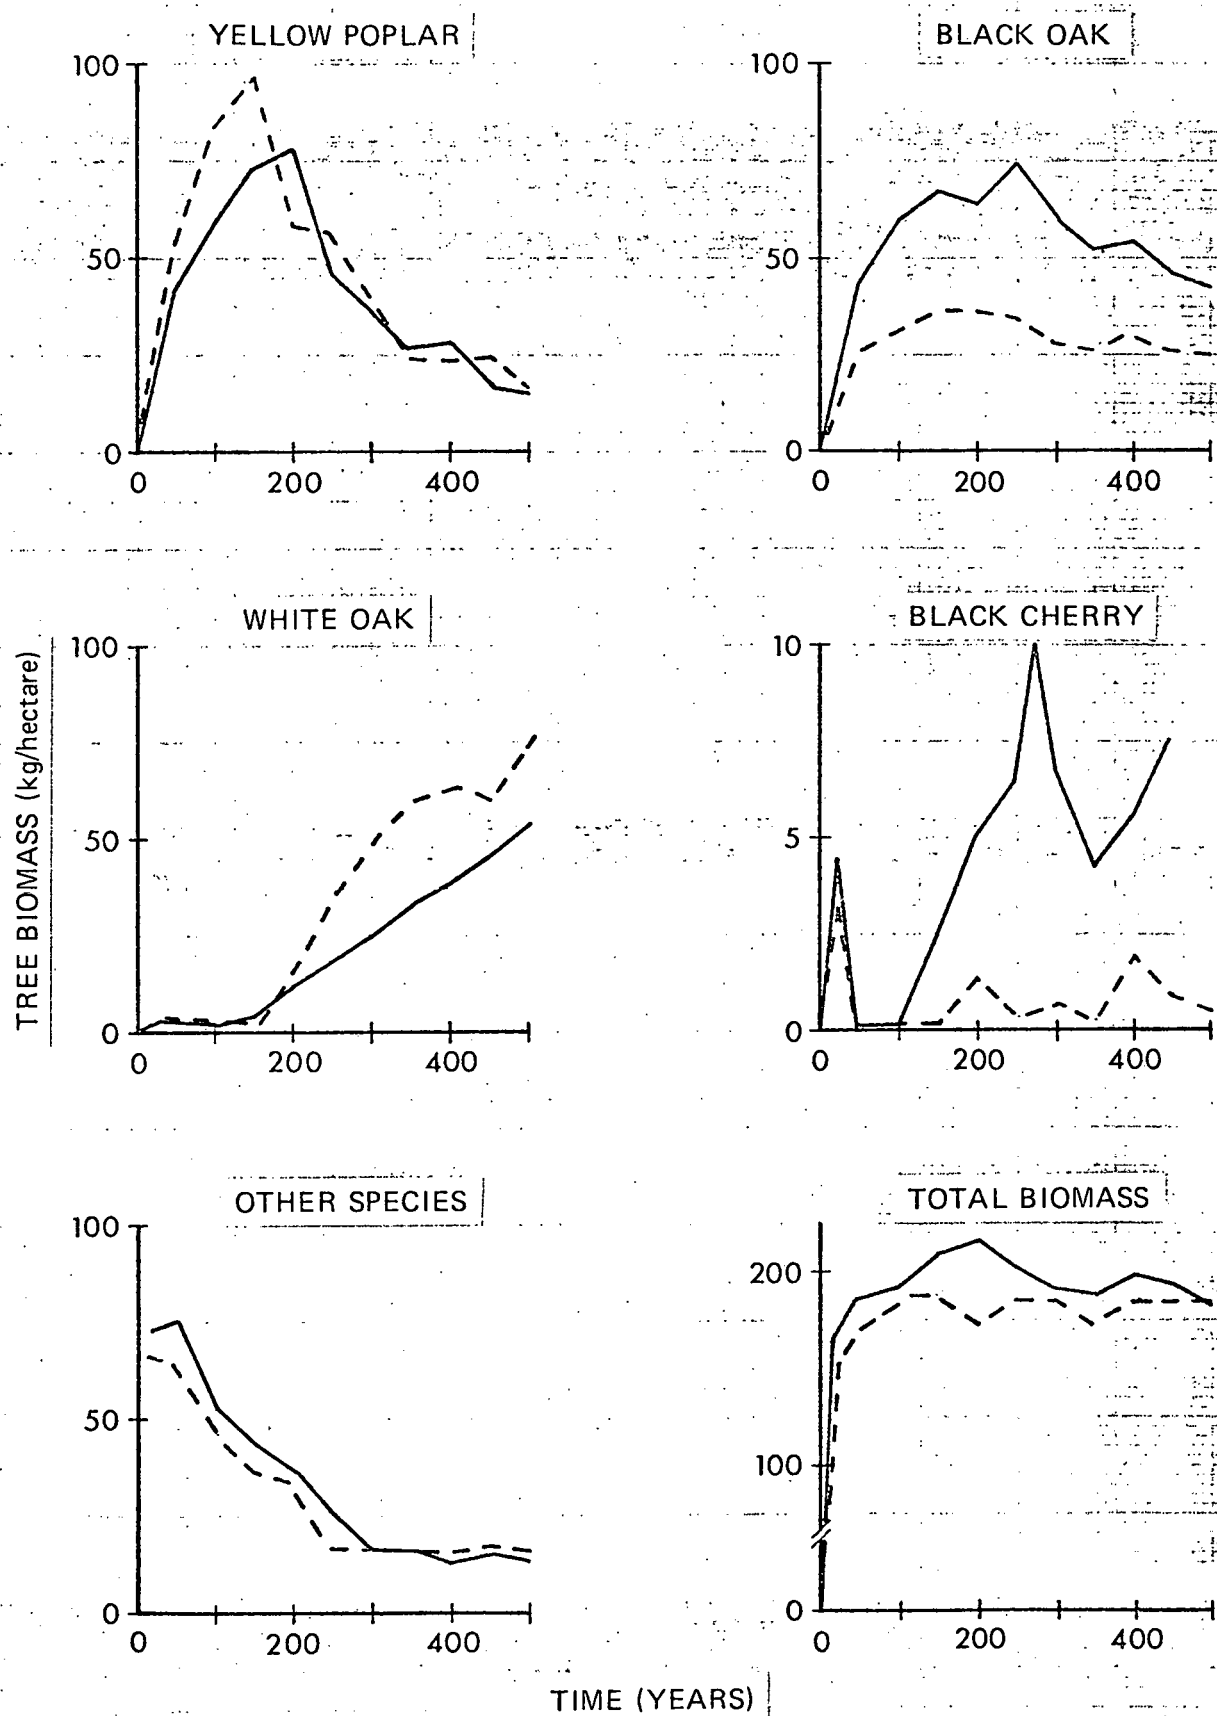 YELLOW POPLAR
100
50
0
0 200 400
BLACK OAK
100
50
0
0 200 400
WHITE OAK
100
50
0
0 200 400
BLACK CHERRY
10
5
0
0 200 400
OTHER SPECIES
100
50
0
0 200 400
TOTAL BIOMASS
200
100
0
0 200 400
TREE BIOMASS (kg/hectare)
TIME (YEARS)